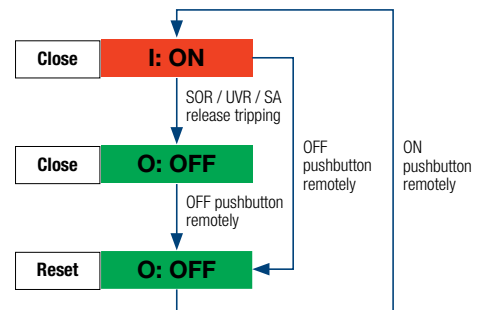 Close
I: ON
SOR / UVR / SA
release tripping
OFF
pushbutton
remotely
ON
pushbutton
remotely
Close
O: OFF
OFF pushbutton
remotely
Reset
O: OFF